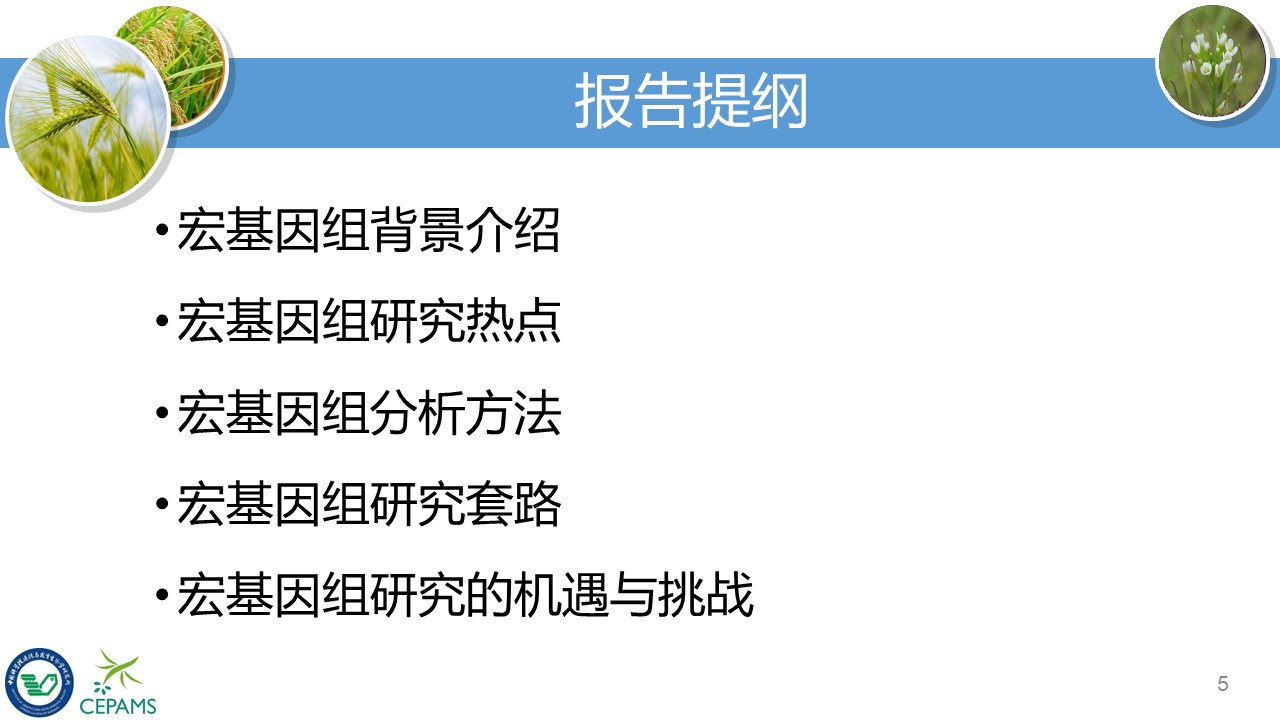 报告提纲
•宏基因组背景介绍
•宏基因组研究热点
•宏基因组分析方法
•宏基因组研究套路
•宏基因组研究的机遇与挑战
CEPAMS
5